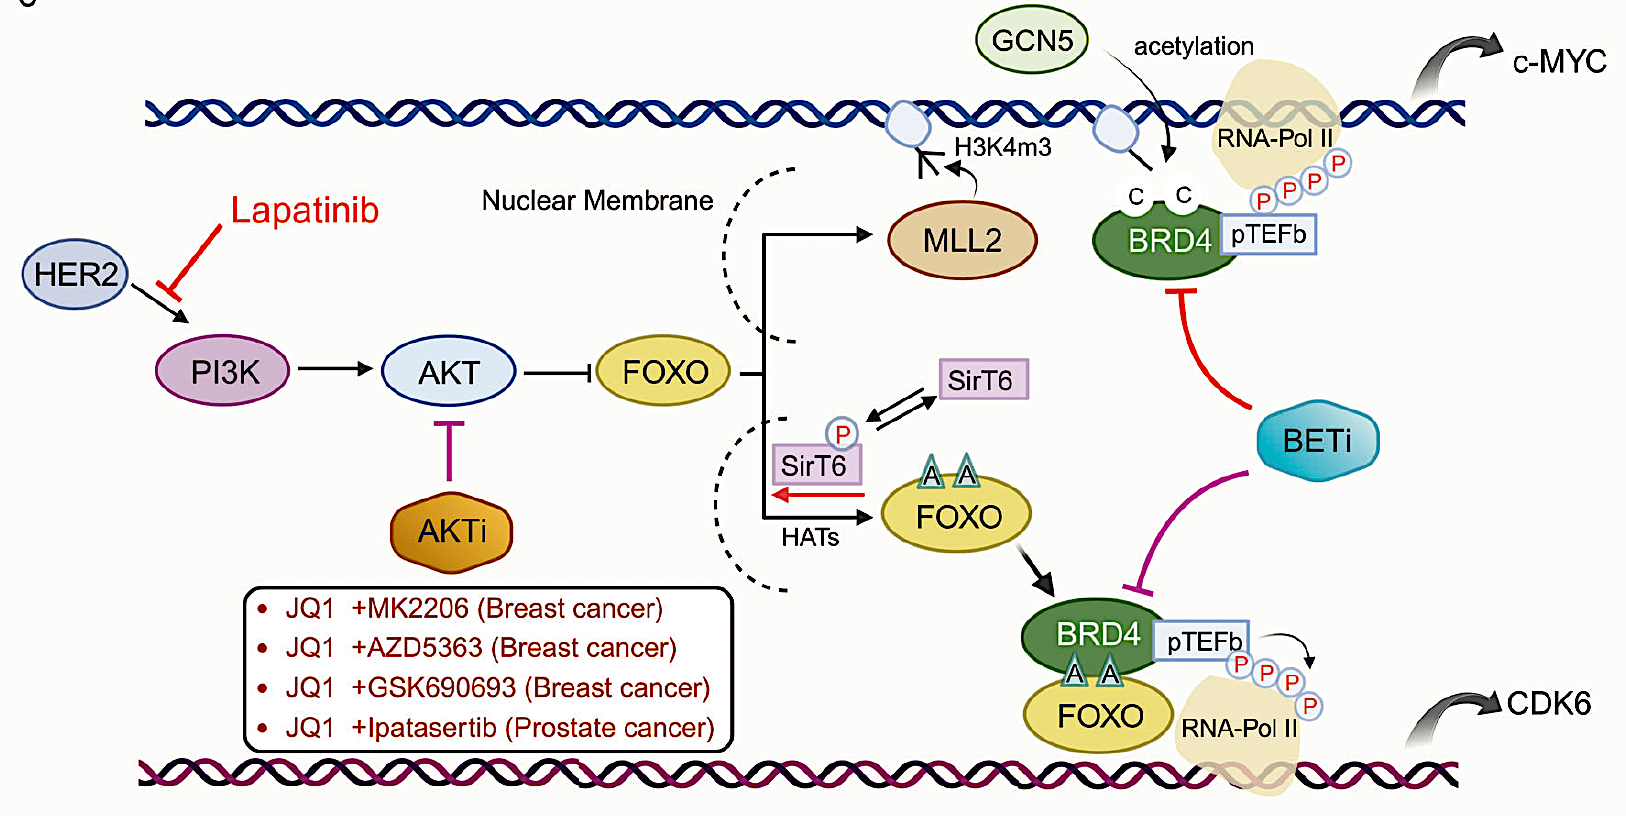 GCN5
acetylation
c-MYC
RNA-Pol II
H3K4m3
P P P P
Nuclear Membrane
Lapatinib
C C
MLL2
BRD4
pTEFb
HER2
PI3K
AKT
FOXO
SirT6
P
SirT6
BETi
A A
FOXO
HATs
AKTi
• JQ1 +MK2206 (Breast cancer)
• JQ1 +AZD5363 (Breast cancer)
• JQ1 +GSK690693 (Breast cancer)
• JQ1 +Ipatasertib (Prostate cancer)
BRD4
pTEFb
P P P P
A A
FOXO
RNA-Pol II
CDK6